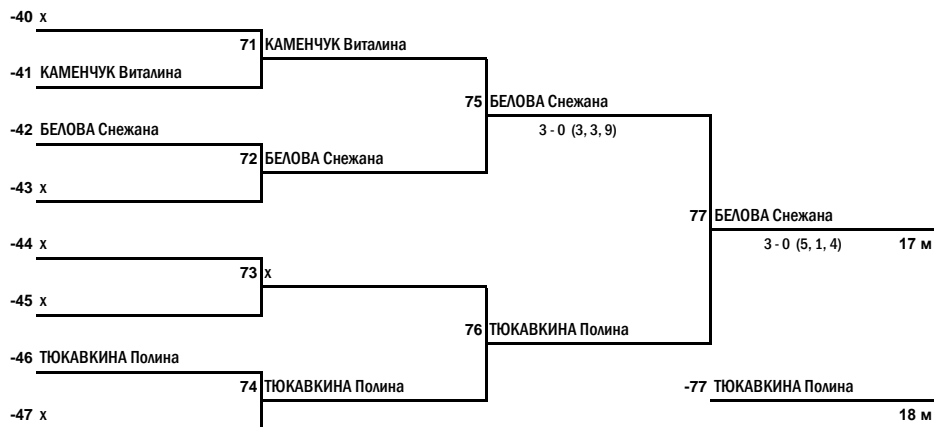 -40 x
71 КАМЕНЧУК Виталина
-41 КАМЕНЧУК Виталина
75 БЕЛОВА Снежана
-42 БЕЛОВА Снежана
3 - 0 (3, 3, 9)
72 БЕЛОВА Снежана
-43 x
77 БЕЛОВА Снежана
-44 x
3 - 0 (5, 1, 4) 17 м
73 x
-45 x
76 ТЮКАВКИНА Полина
-46 ТЮКАВКИНА Полина
74 ТЮКАВКИНА Полина
-77 ТЮКАВКИНА Полина
-47 x
18 м